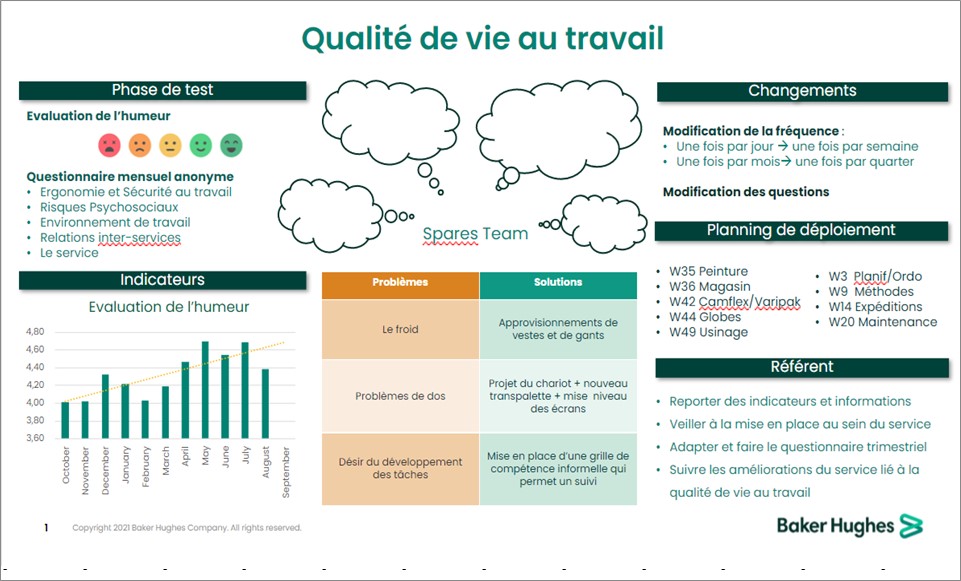 Qualité de vie au travail
Phase de test
Evaluation de l’humeur
Questionnaire mensuel anonyme
• Ergonomie et Sécurité au travail
• Risques Psychosociaux
• Environnement de travail
• Relations inter-services
• Le service
Indicateurs
Evaluation de l’humeur
4,80
4,60
4,40
4,20
4,00
3,80
3,60
October
November
December
January
February
March
April
May
June
July
August
September
Spares Team
Problèmes
Solutions
Le froid
Approvisionnements de
vestes et de gants
Problèmes de dos
Projet du chariot + nouveau
transpalette + mise niveau
des écrans
Désir du développement
des tâches
Mise en place d’une grille de
compétence informelle qui
permet un suivi
Changements
Modification de la fréquence :
• Une fois par jour → une fois par semaine
• Une fois par mois→ une fois par quarter
Modification des questions
Planning de déploiement
• W35 Peinture
• W36 Magasin
• W42 Camflex/Varipak
• W44 Globes
• W49 Usinage
• W3 Planif/Ordo
• W9 Méthodes
• W14 Expéditions
• W20 Maintenance
Référent
• Reporter des indicateurs et informations
• Veiller à la mise en place au sein du service
• Adapter et faire le questionnaire trimestriel
• Suivre les améliorations du service lié à la
qualité de vie au travail
1
Copyright 2021 Baker Hughes Company. All rights reserved.
Baker Hughes